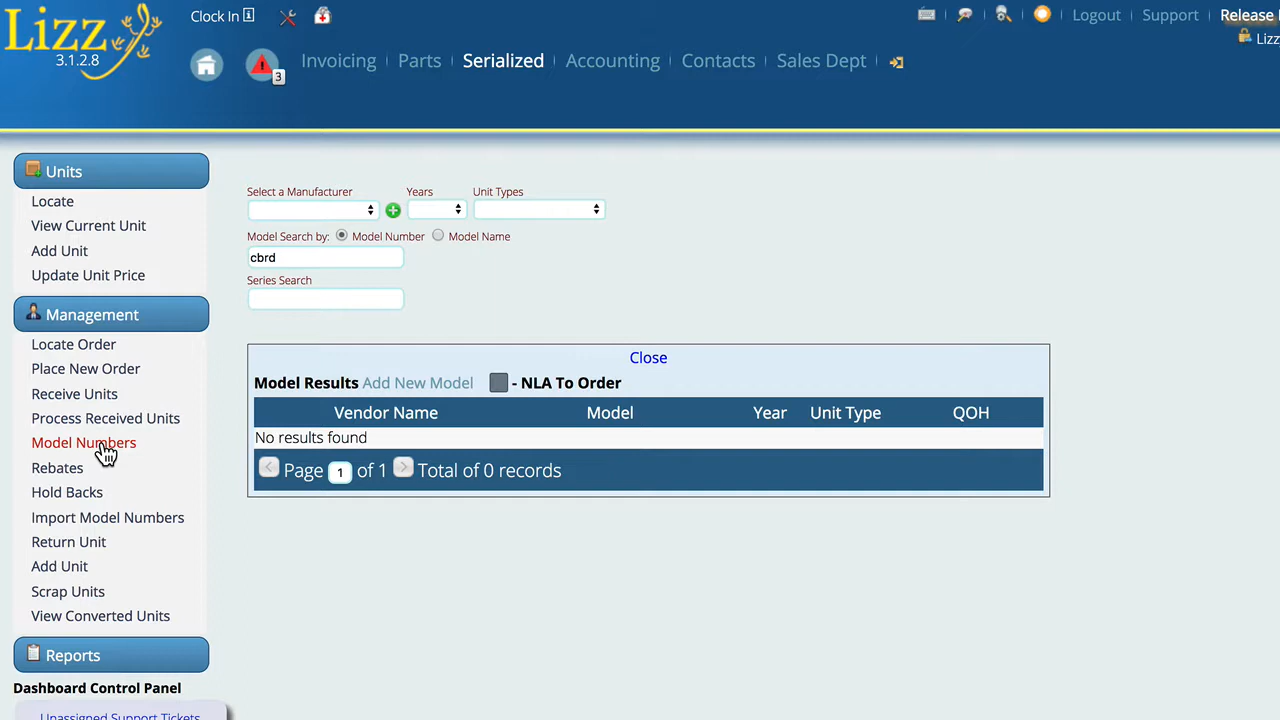 Lizz
3.1.2.8
Clock In
Logout
Support
Release
Lizz
3
Invoicing
Parts
Serialized
Accounting
Contacts
Sales Dept
Units
Locate
View Current Unit
Add Unit
Update Unit Price
Management
Locate Order
Place New Order
Receive Units
Process Received Units
Model Numbers
Rebates
Hold Backs
Import Model Numbers
Return Unit
Add Unit
Scrap Units
View Converted Units
Reports
Dashboard Control Panel
Unassigned Support Tickets
Select a Manufacturer Years Unit Types
Model Search by: Model Number Model Name
cbrd
Series Search
Close
Model Results Add New Model - NLA To Order
Vendor Name Model Year Unit Type QOH
No results found
Page 1 of 1 Total of 0 records